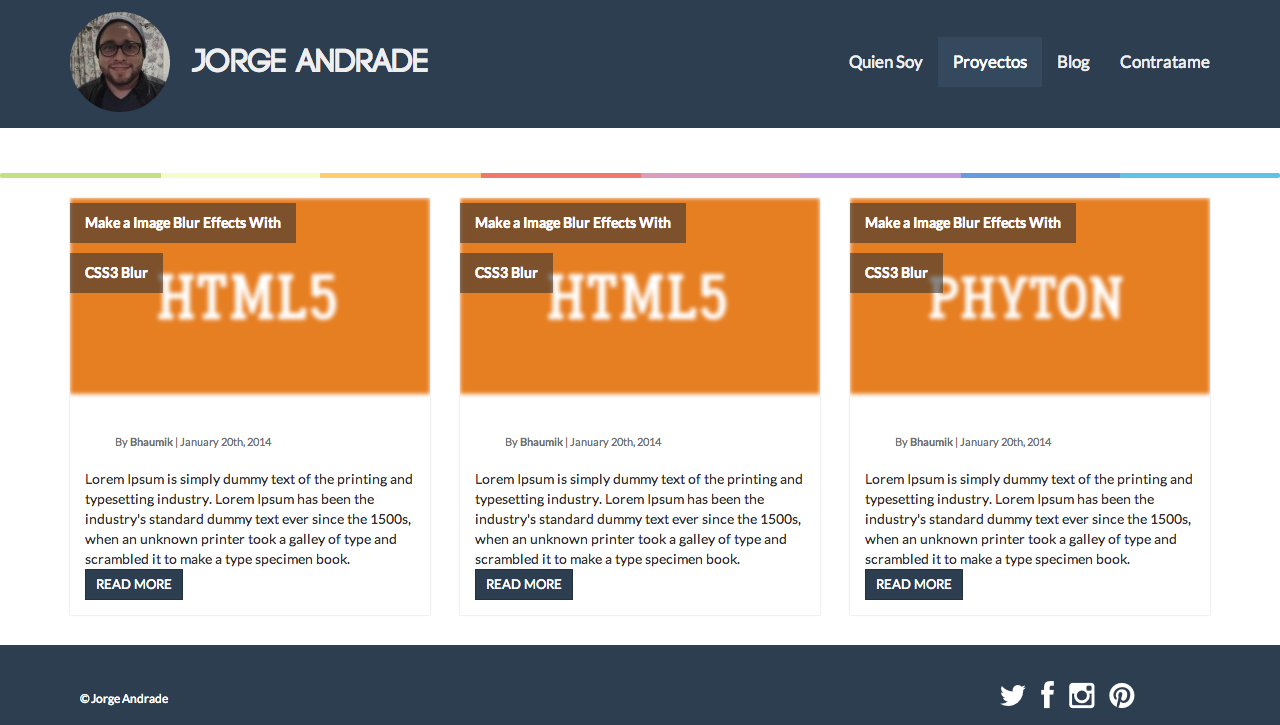 JORGE ANDRADE
Quien Soy Proyectos Blog Contratame
Make a Image Blur Effects With
CSS3 Blur
HTML5
By Bhaumik | January 20th, 2014
Lorem Ipsum is simply dummy text of the printing and
typesetting industry. Lorem Ipsum has been the
industry's standard dummy text ever since the 1500s,
when an unknown printer took a galley of type and
scrambled it to make a type specimen book.
READ MORE
Make a Image Blur Effects With
CSS3 Blur
HTML5
By Bhaumik | January 20th, 2014
Lorem Ipsum is simply dummy text of the printing and
typesetting industry. Lorem Ipsum has been the
industry's standard dummy text ever since the 1500s,
when an unknown printer took a galley of type and
scrambled it to make a type specimen book.
READ MORE
Make a Image Blur Effects With
CSS3 Blur
PHYTON
By Bhaumik | January 20th, 2014
Lorem Ipsum is simply dummy text of the printing and
typesetting industry. Lorem Ipsum has been the
industry's standard dummy text ever since the 1500s,
when an unknown printer took a galley of type and
scrambled it to make a type specimen book.
READ MORE
© Jorge Andrade